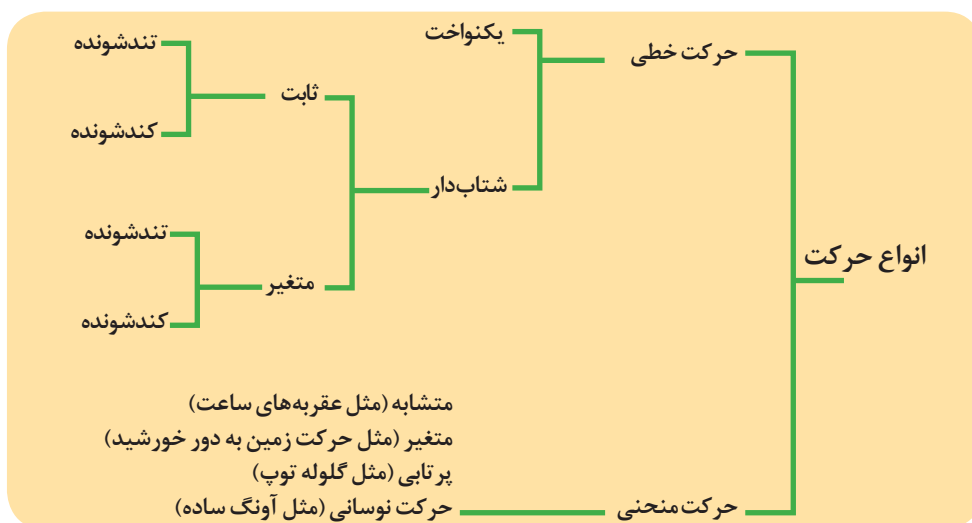 انواع حرکت
حرکت خطی
یکنواخت
شتاب‌دار
ثابت
تندشونده
کندشونده
متغیر
تندشونده
کندشونده
حرکت منحنی
متشابه (مثل عقربه‌های ساعت)
متغیر (مثل حرکت زمین به دور خورشید)
پرتابی (مثل گلوله توپ)
حرکت نوسانی (مثل آونگ ساده)